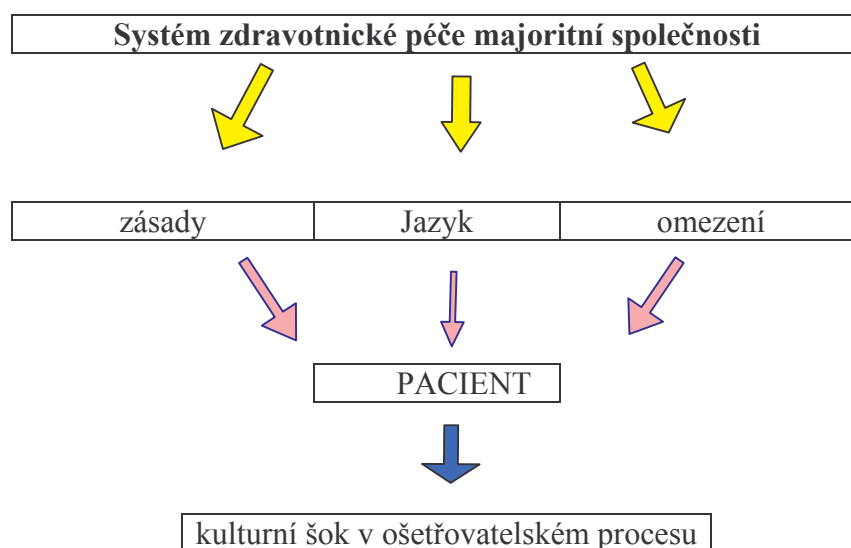 Systém zdravotnické péče majoritní společnosti
zásady Jazyk omezení
PACIENT
kulturní šok v ošetřovatelském procesu